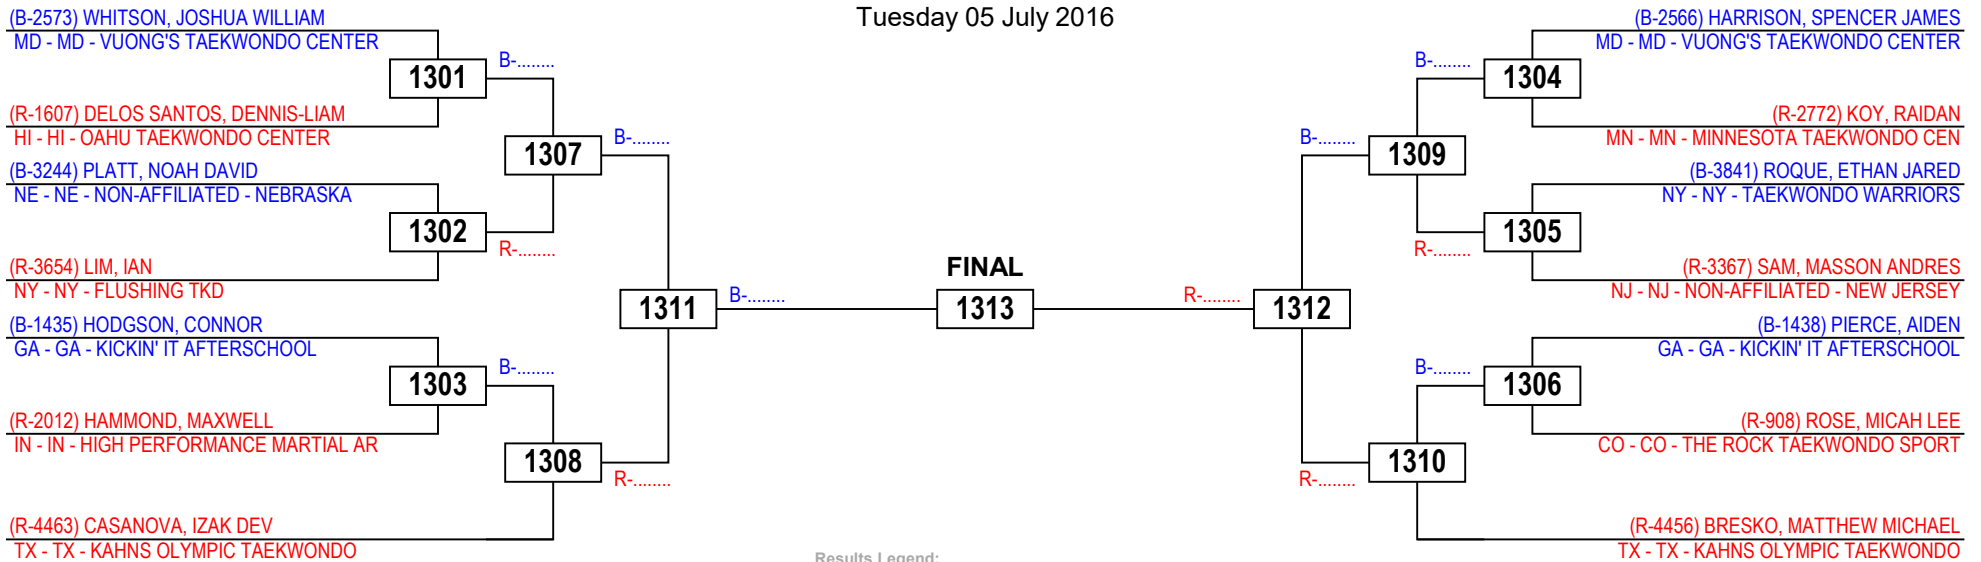 Tuesday 05 July 2016
(B-2573) WHITSON, JOSHUA WILLIAM
MD - MD - VUONG'S TAEKWONDO CENTER
1301
B-........
(R-1607) DELOS SANTOS, DENNIS-LIAM
HI - HI - OAHU TAEKWONDO CENTER
1307
B-........
(B-3244) PLATT, NOAH DAVID
NE - NE - NON-AFFILIATED - NEBRASKA
1302
R-........
(R-3654) LIM, IAN
NY - NY - FLUSHING TKD
1311
B-........
(B-1435) HODGSON, CONNOR
GA - GA - KICKIN' IT AFTERSCHOOL
1303
B-........
(R-2012) HAMMOND, MAXWELL
IN - IN - HIGH PERFORMANCE MARTIAL AR
1308
R-........
(R-4463) CASANOVA, IZAK DEV
TX - TX - KAHNS OLYMPIC TAEKWONDO
FINAL
1313
(B-2566) HARRISON, SPENCER JAMES
MD - MD - VUONG'S TAEKWONDO CENTER
B-........
1304
(R-2772) KOY, RAIDAN
MN - MN - MINNESOTA TAEKWONDO CEN
B-........
1309
(B-3841) ROQUE, ETHAN JARED
NY - NY - TAEKWONDO WARRIORS
R-........
1305
(R-3367) SAM, MASSON ANDRES
NJ - NJ - NON-AFFILIATED - NEW JERSEY
R-........
1312
(B-1438) PIERCE, AIDEN
GA - GA - KICKIN' IT AFTERSCHOOL
B-........
1306
(R-908) ROSE, MICAH LEE
CO - CO - THE ROCK TAEKWONDO SPORT
R-........
1310
(R-4456) BRESKO, MATTHEW MICHAEL
TX - TX - KAHNS OLYMPIC TAEKWONDO
Results Legend: